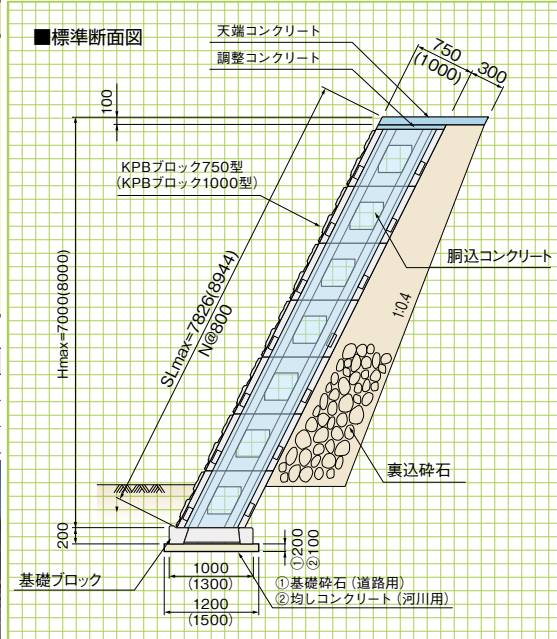 ■標準断面図
天端コンクリート
調整コンクリート
750
(1000)
300
100
KPBブロック750型
(KPBブロック1000型)
胴込コンクリート
Hmax=7000(8000)
SLmax=7826(8944)
N@800
1:0.4
裏込砕石
200
基礎ブロック
1000
(1300)
1200
(1500)
①200
②100
①基礎砕石(道路用)
②均しコンクリート(河川用)